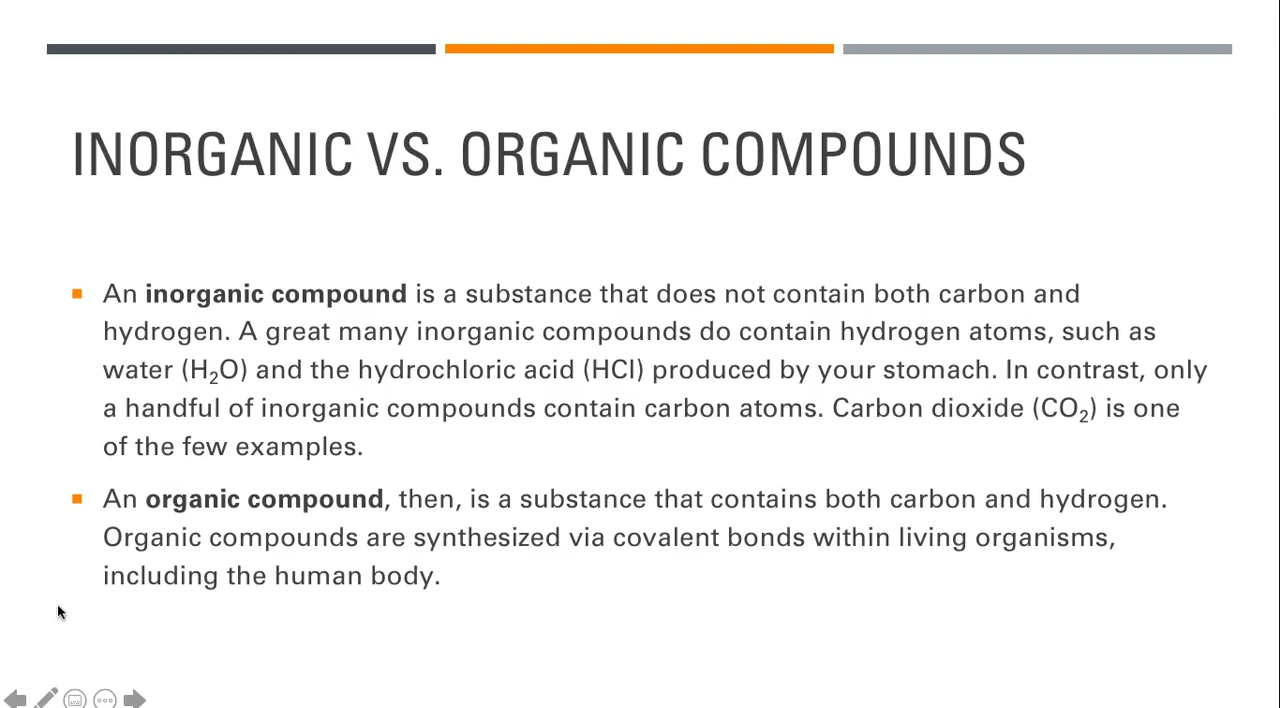 INORGANIC VS. ORGANIC COMPOUNDS
An inorganic compound is a substance that does not contain both carbon and
hydrogen. A great many inorganic compounds do contain hydrogen atoms, such as
water (H₂O) and the hydrochloric acid (HCl) produced by your stomach. In contrast, only
a handful of inorganic compounds contain carbon atoms. Carbon dioxide (CO₂) is one
of the few examples.
An organic compound, then, is a substance that contains both carbon and hydrogen.
Organic compounds are synthesized via covalent bonds within living organisms,
including the human body.